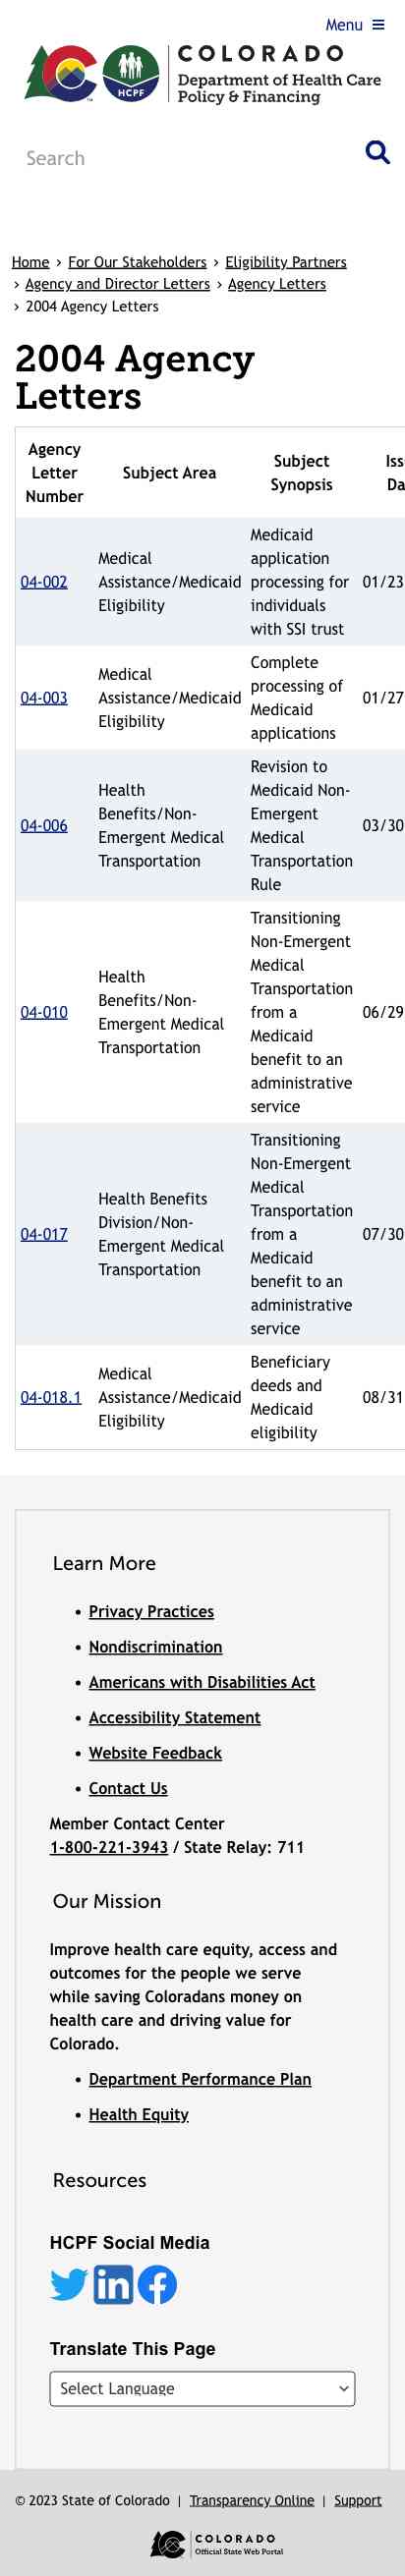 Menu
COLORADO
Department of Health Care
Policy & Financing
HCPF
Search
Home > For Our Stakeholders > Eligibility Partners
> Agency and Director Letters > Agency Letters
> 2004 Agency Letters
2004 Agency
Letters
Agency
Letter
Number
Subject Area
Subject
Synopsis
Iss
Da
04-002
Medical
Assistance/Medicaid
Eligibility
Medicaid
application
processing for
individuals
with SSI trust
01/23
04-003
Medical
Assistance/Medicaid
Eligibility
Complete
processing of
Medicaid
applications
01/27
04-006
Health
Benefits/Non-
Emergent Medical
Transportation
Revision to
Medicaid Non-
Emergent
Medical
Transportation
Rule
03/30
04-010
Health
Benefits/Non-
Emergent Medical
Transportation
Transitioning
Non-Emergent
Medical
Transportation
from a
Medicaid
benefit to an
administrative
service
06/29
04-017
Health Benefits
Division/Non-
Emergent Medical
Transportation
Transitioning
Non-Emergent
Medical
Transportation
from a
Medicaid
benefit to an
administrative
service
07/30
04-018.1
Medical
Assistance/Medicaid
Eligibility
Beneficiary
deeds and
Medicaid
eligibility
08/31
Learn More
• Privacy Practices
• Nondiscrimination
• Americans with Disabilities Act
• Accessibility Statement
• Website Feedback
• Contact Us
Member Contact Center
1-800-221-3943 / State Relay: 711
Our Mission
Improve health care equity, access and
outcomes for the people we serve
while saving Coloradans money on
health care and driving value for
Colorado.
• Department Performance Plan
• Health Equity
Resources
HCPF Social Media
Translate This Page
Select Language
© 2023 State of Colorado | Transparency Online | Support
COLORADO
Official State Web Portal